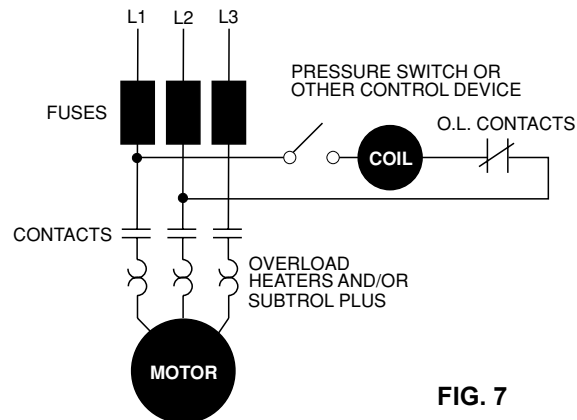 L1 L2 L3
PRESSURE SWITCH OR
OTHER CONTROL DEVICE
FUSES
O.L. CONTACTS
COIL
CONTACTS
OVERLOAD
HEATERS AND/OR
SUBTROL PLUS
MOTOR
FIG. 7